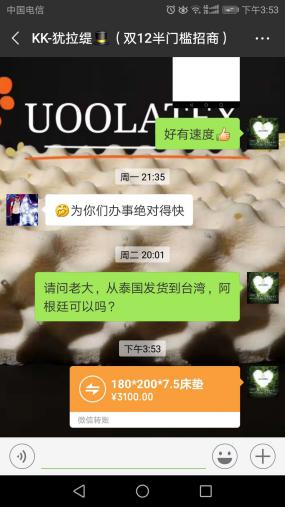 中国电信
下午3:53
KK-犹拉缇🎩（双12半门槛招商）
UOOLATEX
好有速度👍
周一 21:35
🤣为你们办事绝对得快
周二 20:01
请问老大，从泰国发货到台湾，阿
根廷可以吗？
下午3:53
180*200*7.5床垫
¥3100.00
微信转账